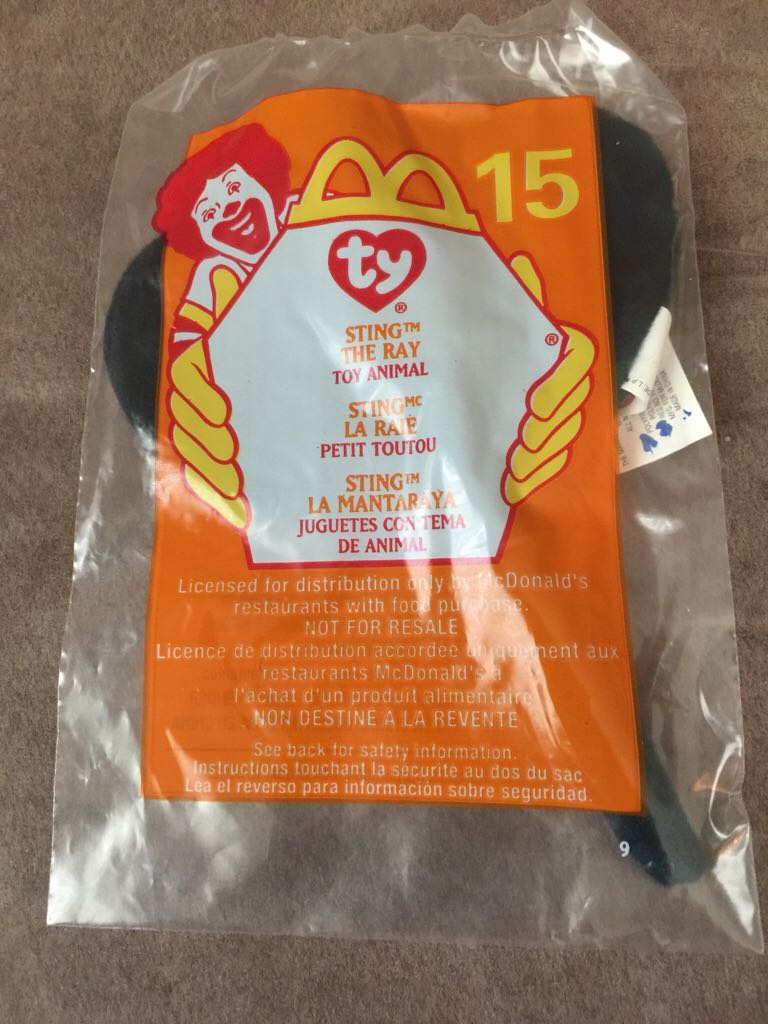 15
ty
®
®
STING™
THE RAY
TOY ANIMAL
STINGMC
LA RAIE
PETIT TOUTOU
STING™
LA MANTARAYA
JUGUETES CON TEMA
DE ANIMAL
Licensed for distribution only by McDonald's
restaurants with food purchase.
NOT FOR RESALE
Licence de distribution accordée uniquement aux
restaurants McDonald's à
l'achat d'un produit alimentaire
NON DESTINÉ À LA REVENTE
See back for safety information.
Instructions touchant la sécurité au dos du sac
Lea el reverso para información sobre seguridad.
9